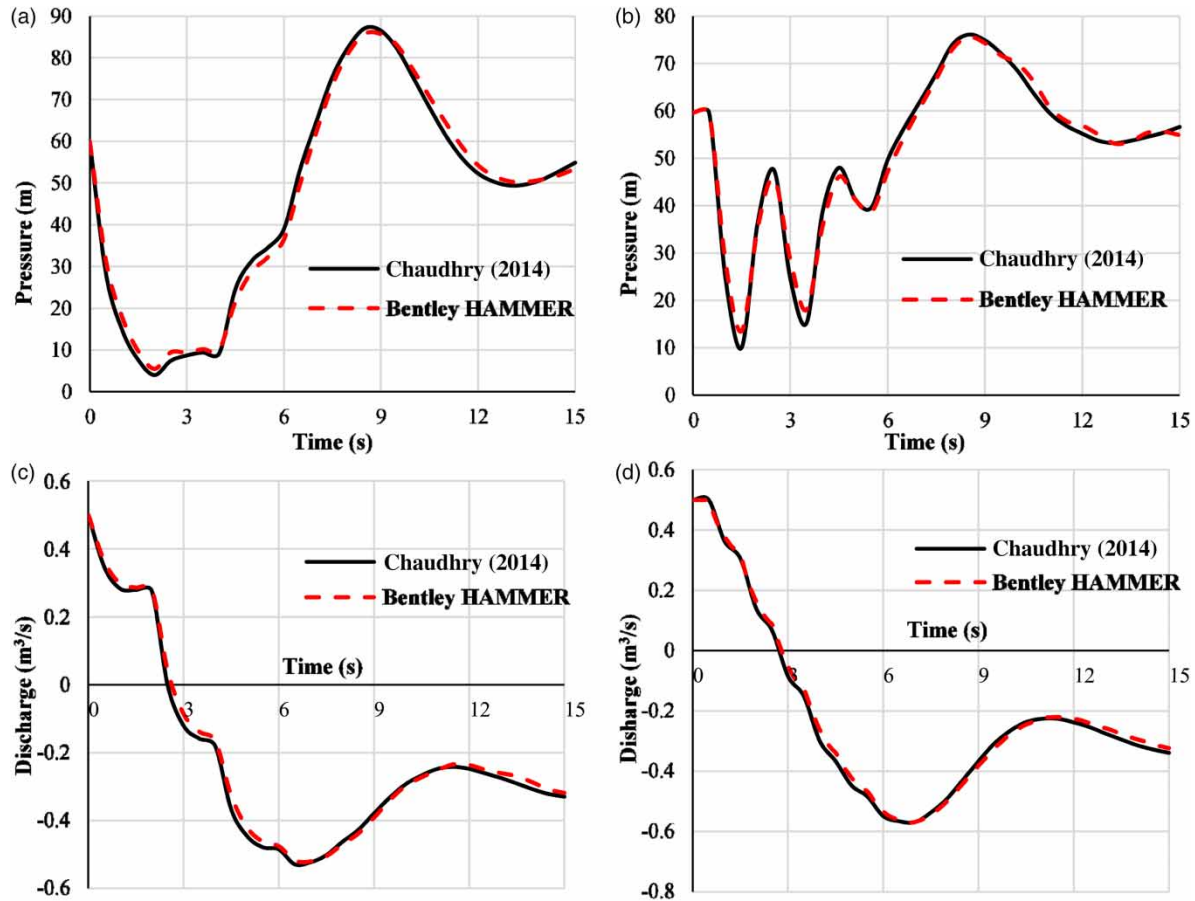 (a)
90
80
70
60
50
40
30
20
10
0
Pressure (m)
0 3 6 9 12 15
Time (s)
Chaudhry (2014)
Bentley HAMMER
(b)
80
70
60
50
40
30
20
10
0
Pressure (m)
0 3 6 9 12 15
Time (s)
Chaudhry (2014)
Bentley HAMMER
(c)
0.6
0.4
0.2
0
-0.2
-0.4
-0.6
Discharge (m³/s)
Chaudhry (2014)
Bentley HAMMER
Time (s)
0 3 6 9 12 15
(d)
0.6
0.4
0.2
0
-0.2
-0.4
-0.6
-0.8
Disharge (m³/s)
Chaudhry (2014)
Bentley HAMMER
Time (s)
0 3 6 9 12 15